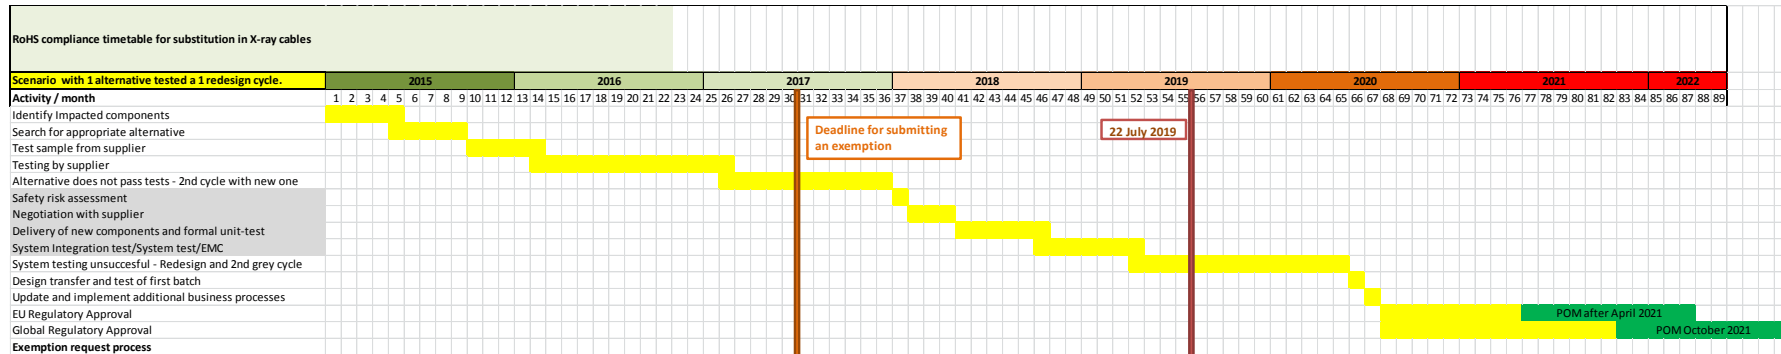 RoHS compliance timetable for substitution in X-ray cables
Scenario with 1 alternative tested a 1 redesign cycle. 2015 2016 2017 2018 2019 2020 2021 2022
Activity / month 1 2 3 4 5 6 7 8 9 10 11 12 13 14 15 16 17 18 19 20 21 22 23 24 25 26 27 28 29 30 31 32 33 34 35 36 37 38 39 40 41 42 43 44 45 46 47 48 49 50 51 52 53 54 55 56 57 58 59 60 61 62 63 64 65 66 67 68 69 70 71 72 73 74 75 76 77 78 79 80 81 82 83 84 85 86 87 88 89
Identify Impacted components
Search for appropriate alternative
Deadline for submitting
an exemption
22 July 2019
Test sample from supplier
Testing by supplier
Alternative does not pass tests - 2nd cycle with new one
Safety risk assessment
Negotiation with supplier
Delivery of new components and formal unit-test
System Integration test/System test/EMC
System testing unsuccesful - Redesign and 2nd grey cycle
Design transfer and test of first batch
Update and implement additional business processes
EU Regulatory Approval POM after April 2021
Global Regulatory Approval POM October 2021
Exemption request process